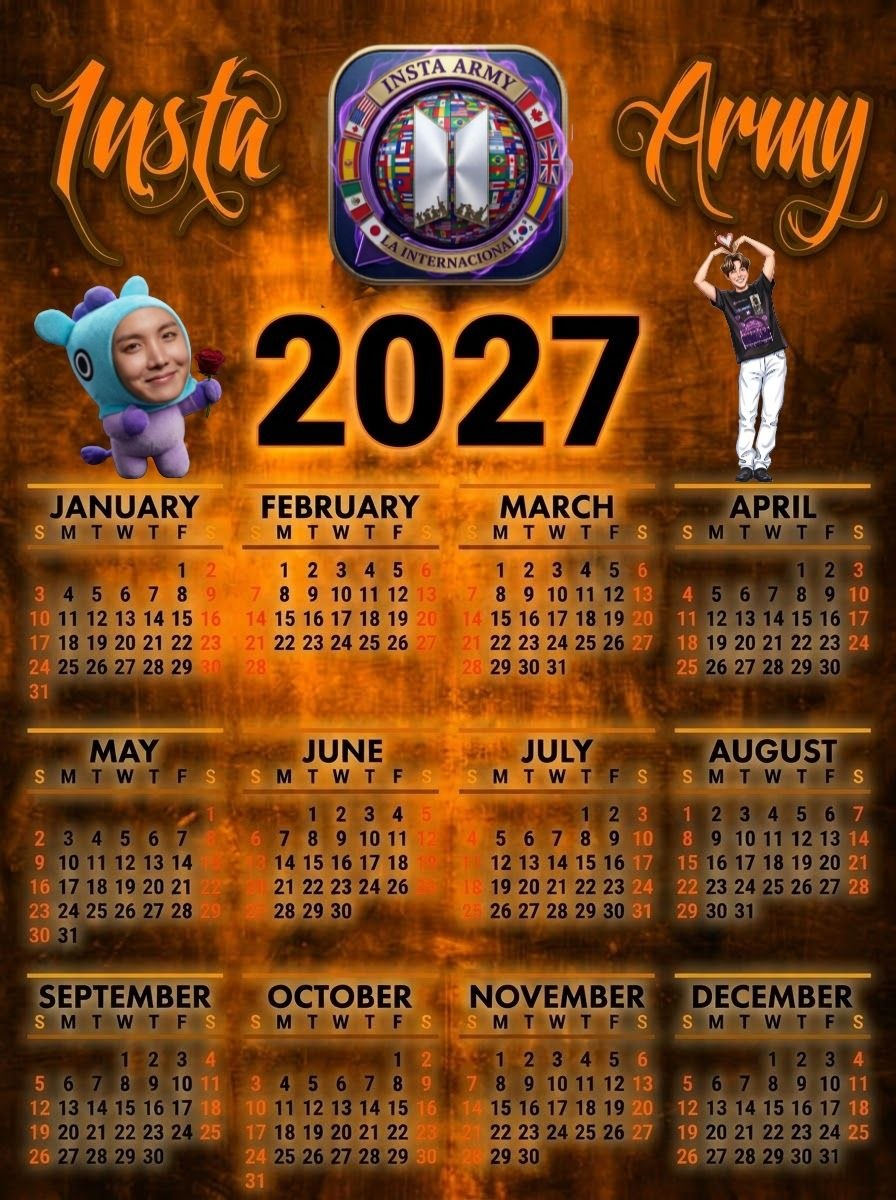 Insta Army
INSTA ARMY
LA INTERNACIONAL
2027
JANUARY FEBRUARY MARCH APRIL
S M T W T F S S M T W T F S S M T W T F S S M T W T F S
1 2 1 2 3 4 5 6 1 2 3 4 5 6 1 2 3
3 4 5 6 7 8 9 7 8 9 10 11 12 13 7 8 9 10 11 12 13 4 5 6 7 8 9 10
10 11 12 13 14 15 16 14 15 16 17 18 19 20 14 15 16 17 18 19 20 11 12 13 14 15 16 17
17 18 19 20 21 22 23 21 22 23 24 25 26 27 21 22 23 24 25 26 27 18 19 20 21 22 23 24
24 25 26 27 28 29 30 28 28 29 30 31 25 26 27 28 29 30
31
MAY JUNE JULY AUGUST
S M T W T F S S M T W T F S S M T W T F S S M T W T F S
1 1 2 3 4 5 1 2 3 1 2 3 4 5 6 7
2 3 4 5 6 7 8 6 7 8 9 10 11 12 4 5 6 7 8 9 10 8 9 10 11 12 13 14
9 10 11 12 13 14 15 13 14 15 16 17 18 19 11 12 13 14 15 16 17 15 16 17 18 19 20 21
16 17 18 19 20 21 22 20 21 22 23 24 25 26 18 19 20 21 22 23 24 22 23 24 25 26 27 28
23 24 25 26 27 28 29 27 28 29 30 25 26 27 28 29 30 31 29 30 31
30 31
SEPTEMBER OCTOBER NOVEMBER DECEMBER
S M T W T F S S M T W T F S S M T W T F S S M T W T F S
1 2 3 4 1 2 1 2 3 4 5 6 1 2 3 4
5 6 7 8 9 10 11 3 4 5 6 7 8 9 7 8 9 10 11 12 13 5 6 7 8 9 10 11
12 13 14 15 16 17 18 10 11 12 13 14 15 16 14 15 16 17 18 19 20 12 13 14 15 16 17 18
19 20 21 22 23 24 25 17 18 19 20 21 22 23 21 22 23 24 25 26 27 19 20 21 22 23 24 25
26 27 28 29 30 24 25 26 27 28 29 30 28 29 30 26 27 28 29 30 31
31